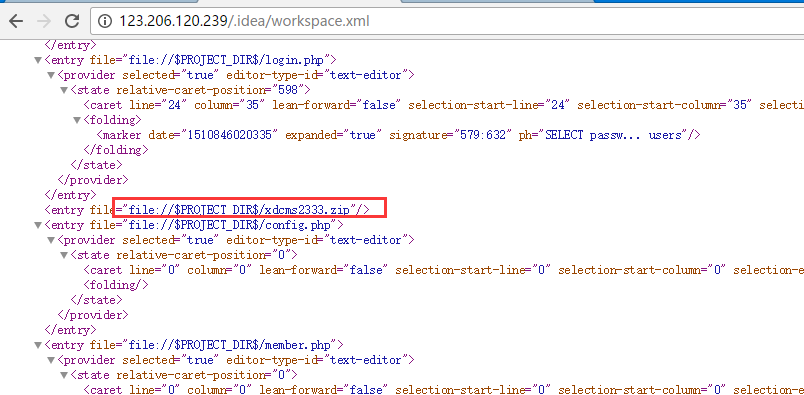 123.206.120.239/.idea/workspace.xml
</entry>
▼<entry file="file://$PROJECT_DIR$/login.php">
▼<provider selected="true" editor-type-id="text-editor">
▼<state relative-caret-position="598">
<caret line="24" column="35" lean-forward="false" selection-start-line="24" selection-start-column="35" selecti
▼<folding>
<marker date="1510846020335" expanded="true" signature="579:632" ph="SELECT passw... users"/>
</folding>
</state>
</provider>
</entry>
<entry file="file://$PROJECT_DIR$/xdcms2333.zip"/>
▼<entry file="file://$PROJECT_DIR$/config.php">
▼<provider selected="true" editor-type-id="text-editor">
▼<state relative-caret-position="0">
<caret line="0" column="0" lean-forward="false" selection-start-line="0" selection-start-column="0" selection-e
<folding/>
</state>
</provider>
</entry>
▼<entry file="file://$PROJECT_DIR$/member.php">
▼<provider selected="true" editor-type-id="text-editor">
▼<state relative-caret-position="0">
<caret line="0" column="0" lean-forward="false" selection-start-line="0" selection-start-column="0" selection-e